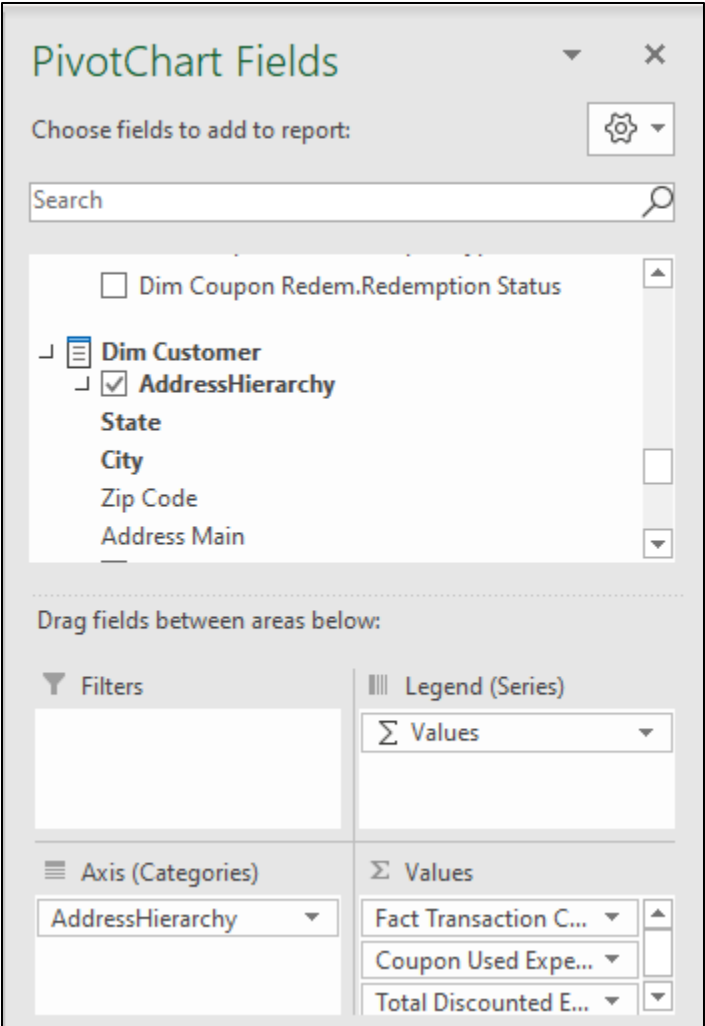 PivotChart Fields
Choose fields to add to report:
Search
Dim Coupon Redem.Redemption Status
Dim Customer
AddressHierarchy
State
City
Zip Code
Address Main
Drag fields between areas below:
Filters
Legend (Series)
Σ Values
Axis (Categories)
Σ Values
AddressHierarchy
Fact Transaction C...
Coupon Used Expe...
Total Discounted E...